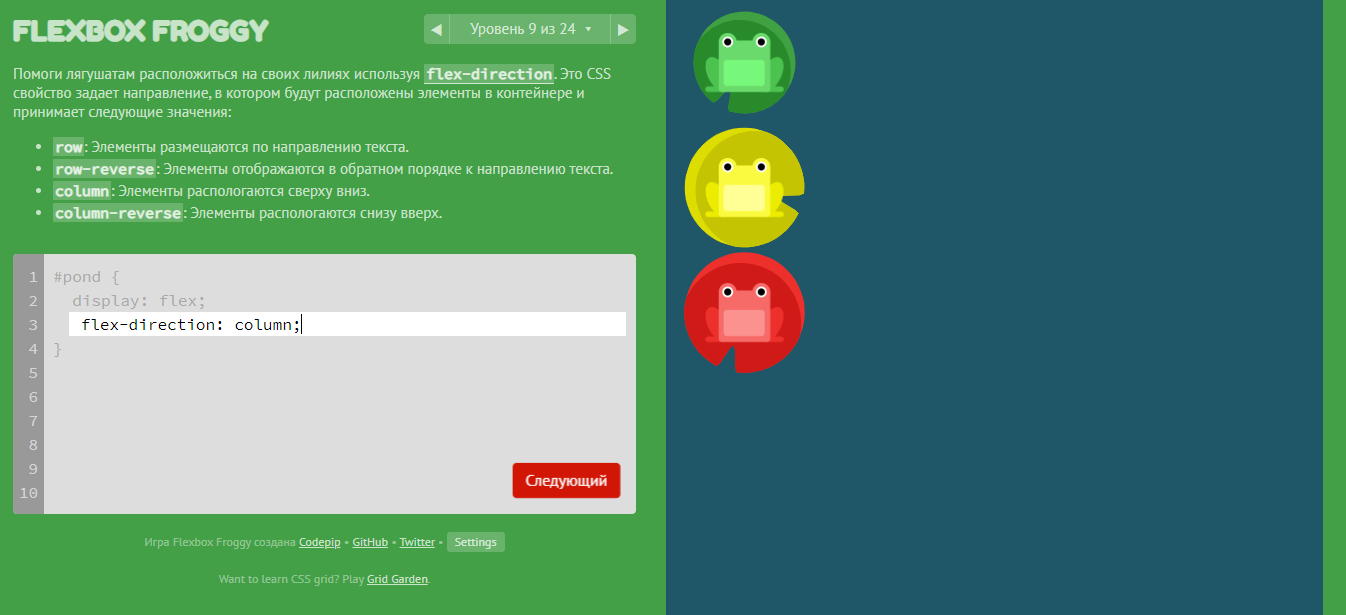 FLEXBOX FROGGY
◀ Уровень 9 из 24 ▾ ▶
Помоги лягушатам расположиться на своих лилиях используя flex-direction. Это CSS
свойство задает направление, в котором будут расположены элементы в контейнере и
принимает следующие значения:
• row: Элементы размещаются по направлению текста.
• row-reverse: Элементы отображаются в обратном порядке к направлению текста.
• column: Элементы распологаются сверху вниз.
• column-reverse: Элементы распологаются снизу вверх.
1 #pond {
2 display: flex;
3 flex-direction: column;
4 }
5
6
7
8
9
10
Следующий
Игра Flexbox Froggy создана Codepip • GitHub • Twitter • Settings
Want to learn CSS grid? Play Grid Garden.